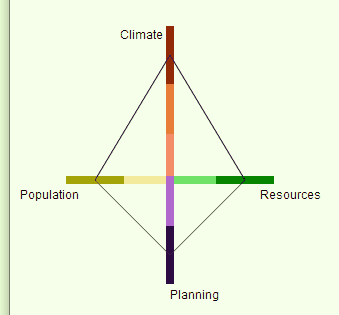 Climate
Population
Resources
Planning